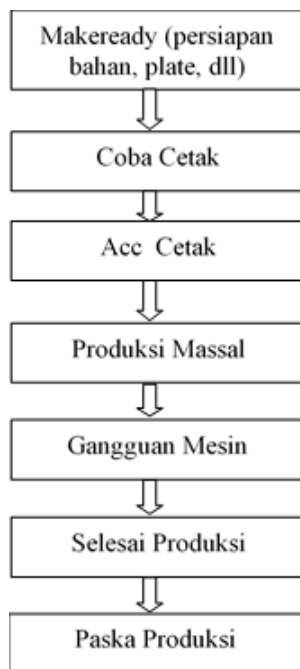 Makeready (persiapan
bahan, plate, dll)
Coba Cetak
Acc Cetak
Produksi Massal
Gangguan Mesin
Selesai Produksi
Paska Produksi